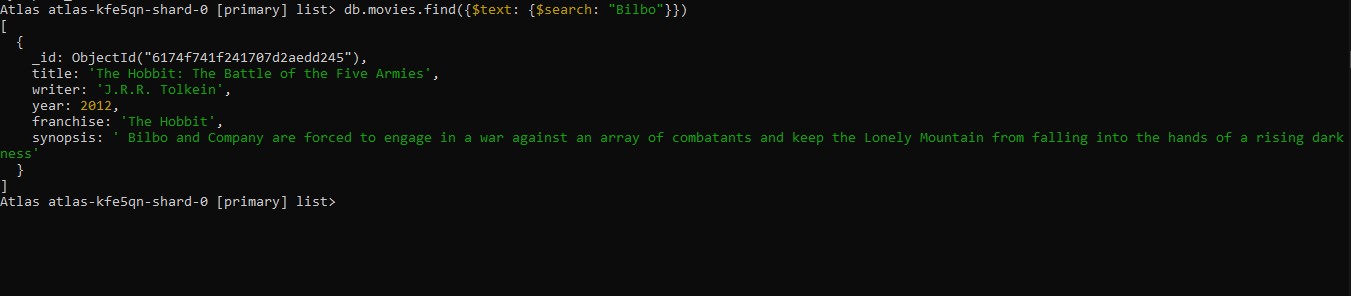 Atlas atlas-kfe5qn-shard-0 [primary] list> db.movies.find({$text: {$search: "Bilbo"}})
[
  {
    _id: ObjectId("6174f741f241707d2aedd245"),
    title: 'The Hobbit: The Battle of the Five Armies',
    writer: 'J.R.R. Tolkein',
    year: 2012,
    franchise: 'The Hobbit',
    synopsis: ' Bilbo and Company are forced to engage in a war against an array of combatants and keep the Lonely Mountain from falling into the hands of a rising dark
ness'
  }
]
Atlas atlas-kfe5qn-shard-0 [primary] list>